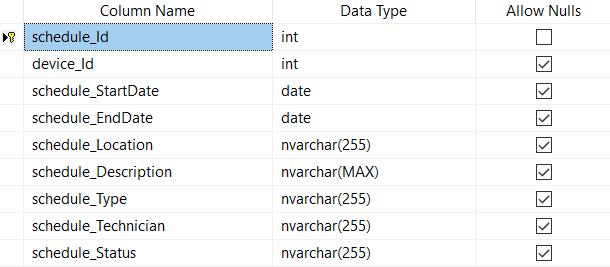 Column Name Data Type Allow Nulls
schedule_Id int
device_Id int
schedule_StartDate date
schedule_EndDate date
schedule_Location nvarchar(255)
schedule_Description nvarchar(MAX)
schedule_Type nvarchar(255)
schedule_Technician nvarchar(255)
schedule_Status nvarchar(255)